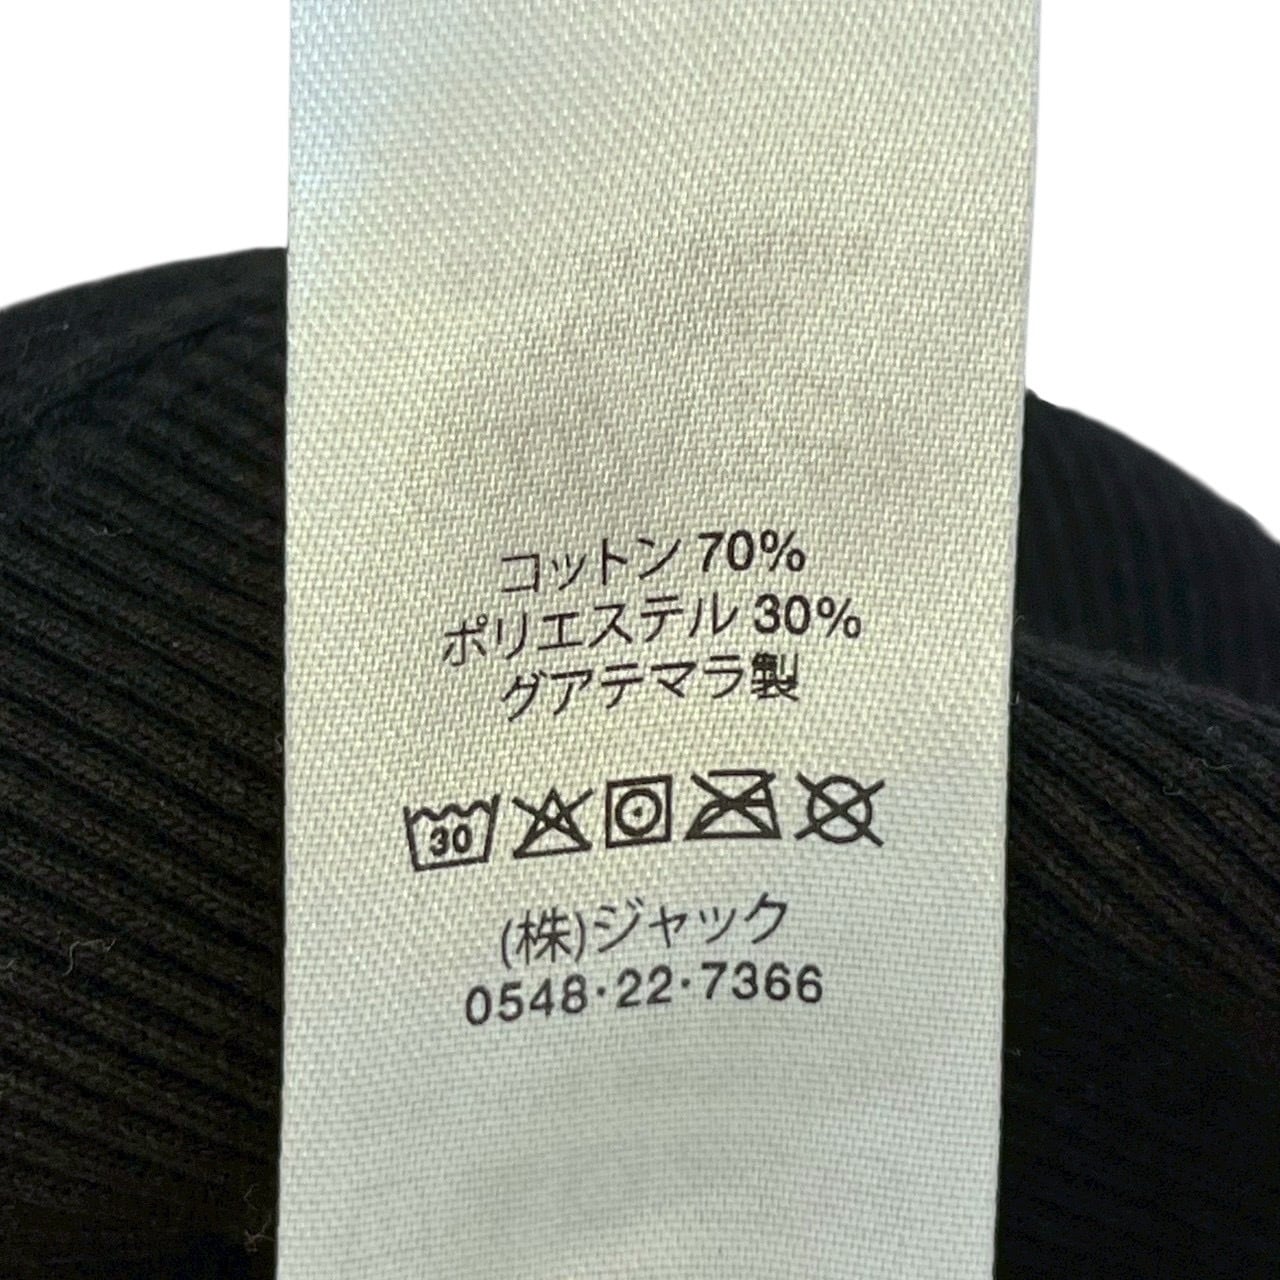 コットン 70%
ポリエステル 30%
グアテマラ製
30
(株)ジャック
0548·22·7366